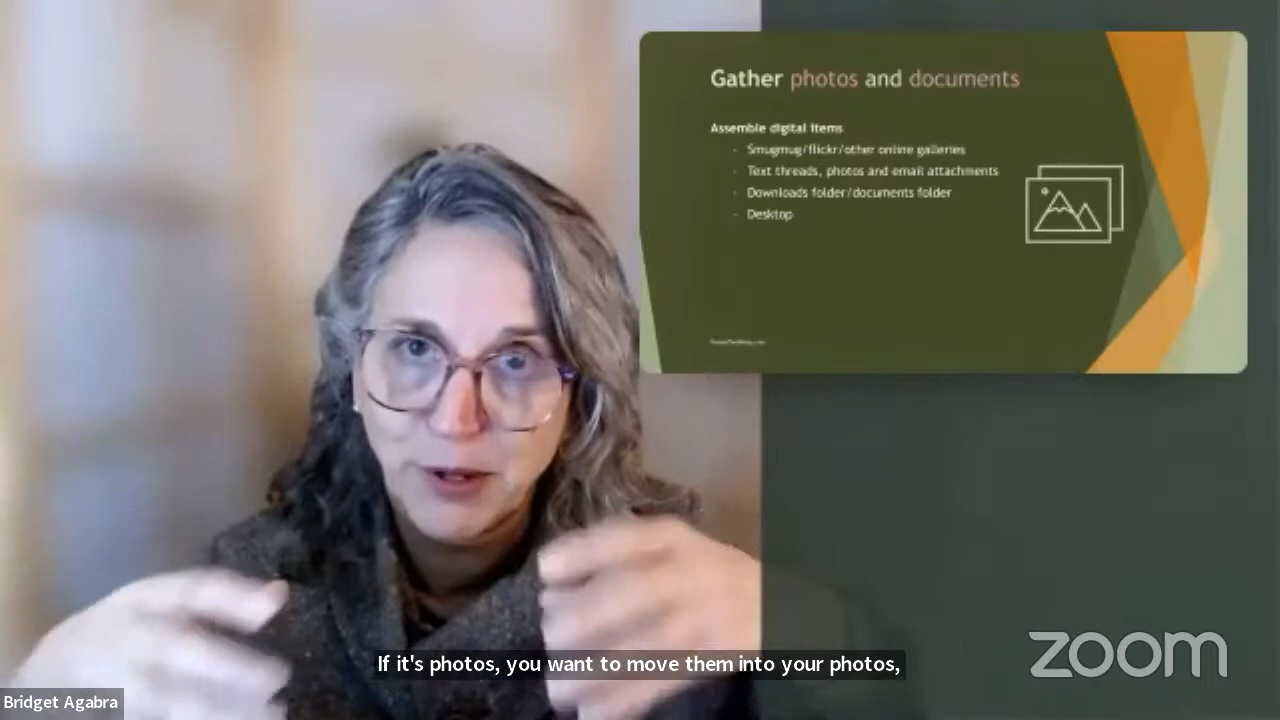 Gather photos and documents
Assemble digital items
- Smugmug/flickr/other online galleries
- Text threads, photos and email attachments
- Downloads folder/documents folder
- Desktop
If it's photos, you want to move them into your photos,
Bridget Agabra
zoom